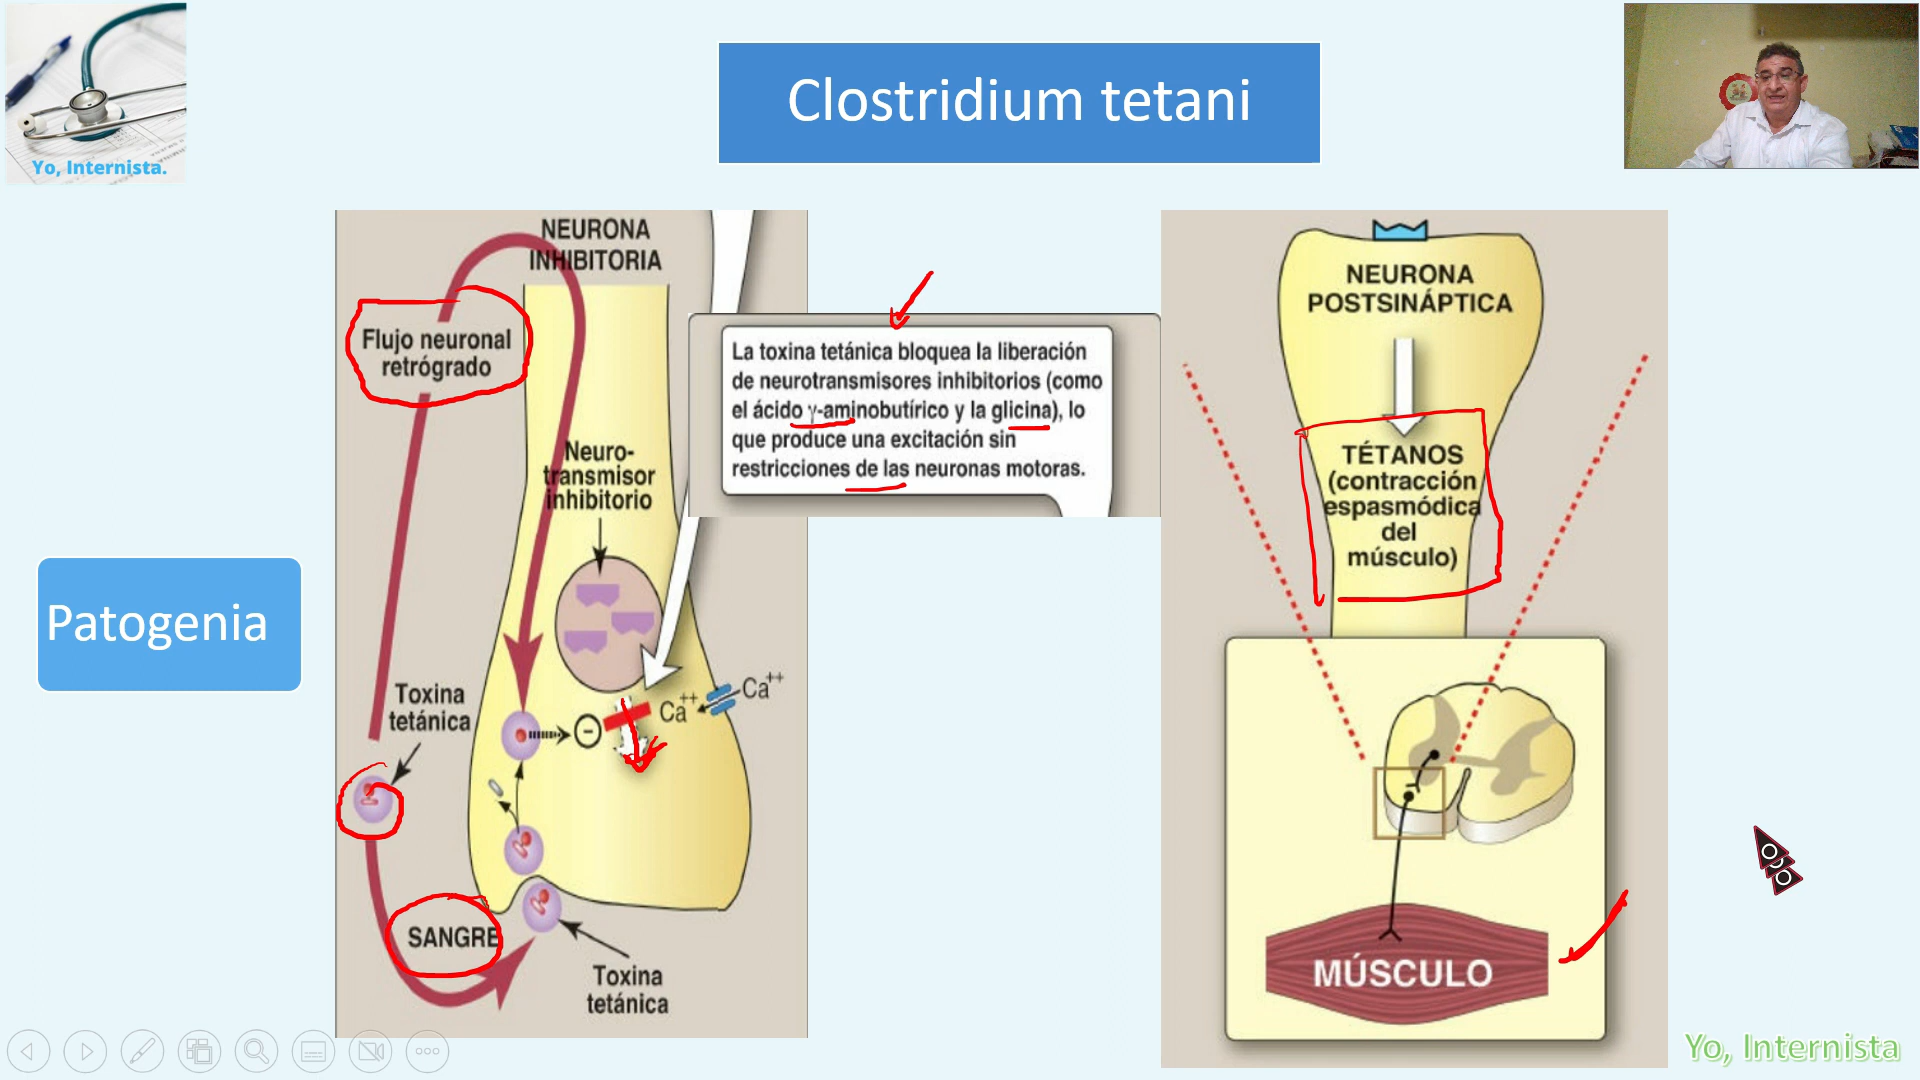 Clostridium tetani
Yo, Internista.
NEURONA
INHIBITORIA
Flujo neuronal
retrógrado
Neuro-
transmisor
inhibitorio
Toxina
tetánica
Ca++
Ca++
SANGRE
Toxina
tetánica
La toxina tetánica bloquea la liberación
de neurotransmisores inhibitorios (como
el ácido γ-aminobutírico y la glicina), lo
que produce una excitación sin
restricciones de las neuronas motoras.
NEURONA
POSTSINÁPTICA
TÉTANOS
(contracción
espasmódica
del
músculo)
MÚSCULO
Patogenia
Yo, Internista